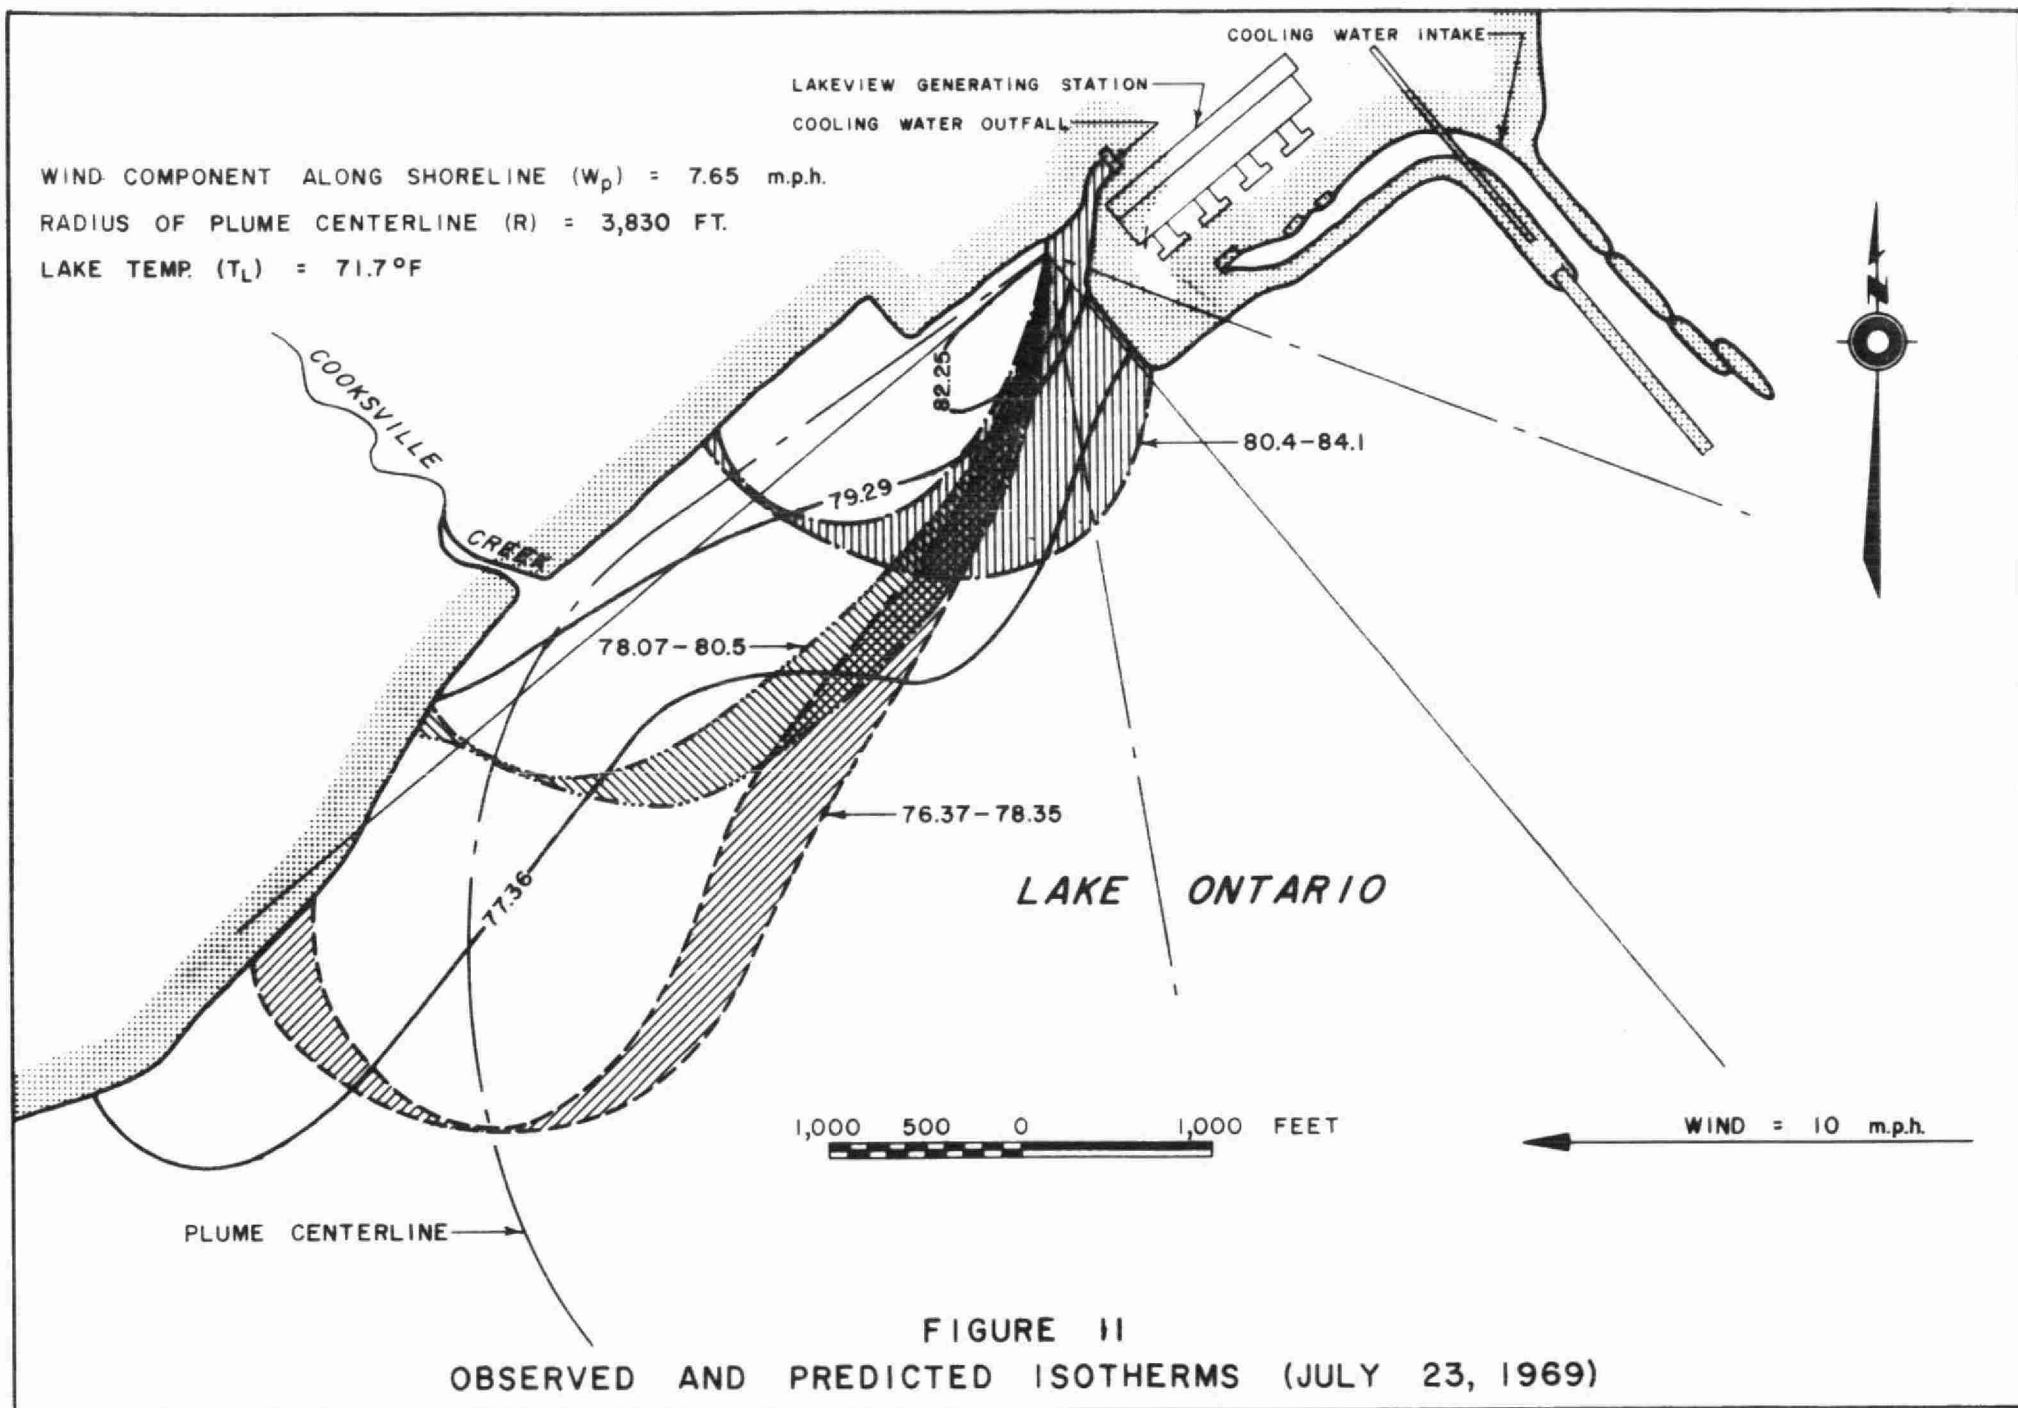 COOLING WATER INTAKE
LAKEVIEW GENERATING STATION
COOLING WATER OUTFALL
WIND COMPONENT ALONG SHORELINE (Wp) = 7.65 m.p.h.
RADIUS OF PLUME CENTERLINE (R) = 3,830 FT.
LAKE TEMP. (TL) = 71.7°F
N
COOKSVILLE
CREEK
82.25
80.4-84.1
79.29
78.07-80.5
76.37-78.35
77.36
LAKE ONTARIO
1,000 500 0 1,000 FEET
WIND = 10 m.p.h.
PLUME CENTERLINE
FIGURE 11
OBSERVED AND PREDICTED ISOTHERMS (JULY 23, 1969)